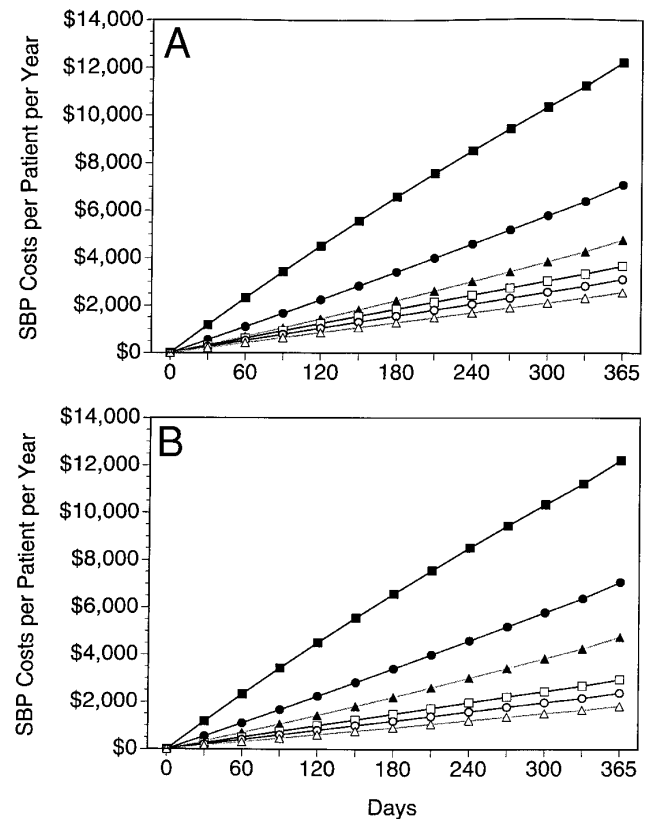 A
SBP Costs per Patient per Year
$14,000
$12,000
$10,000
$8,000
$6,000
$4,000
$2,000
$0
0 60 120 180 240 300 365
B
SBP Costs per Patient per Year
$14,000
$12,000
$10,000
$8,000
$6,000
$4,000
$2,000
$0
0 60 120 180 240 300 365
Days